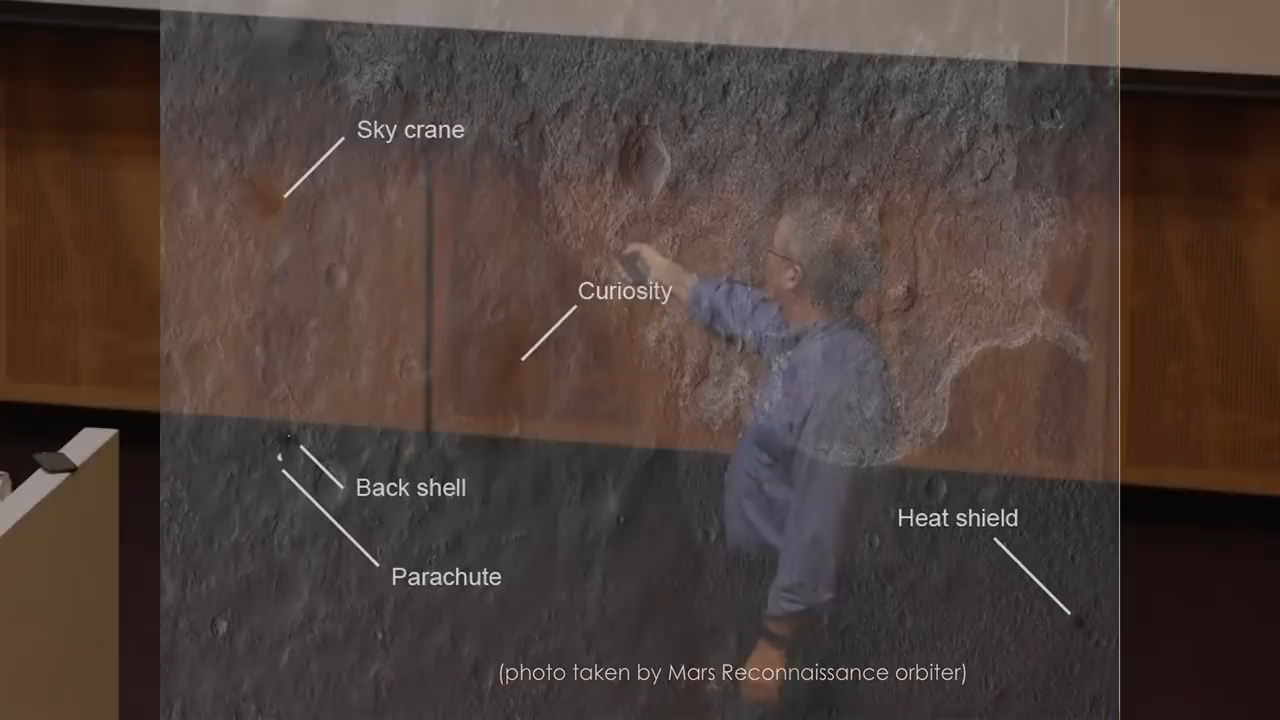 Sky crane
Curiosity
Back shell
Heat shield
Parachute
(photo taken by Mars Reconnaissance orbiter)